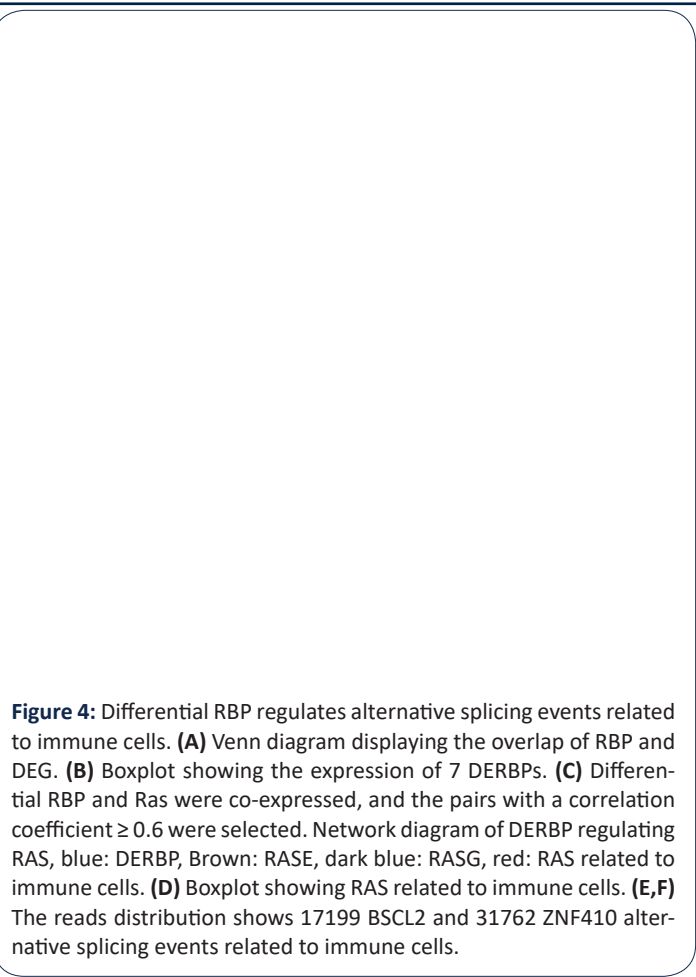 Figure 4: Differential RBP regulates alternative splicing events related
to immune cells. (A) Venn diagram displaying the overlap of RBP and
DEG. (B) Boxplot showing the expression of 7 DERBPs. (C) Differen-
tial RBP and Ras were co-expressed, and the pairs with a correlation
coefficient ≥ 0.6 were selected. Network diagram of DERBP regulating
RAS, blue: DERBP, Brown: RASE, dark blue: RASG, red: RAS related to
immune cells. (D) Boxplot showing RAS related to immune cells. (E,F)
The reads distribution shows 17199 BSCL2 and 31762 ZNF410 alter-
native splicing events related to immune cells.